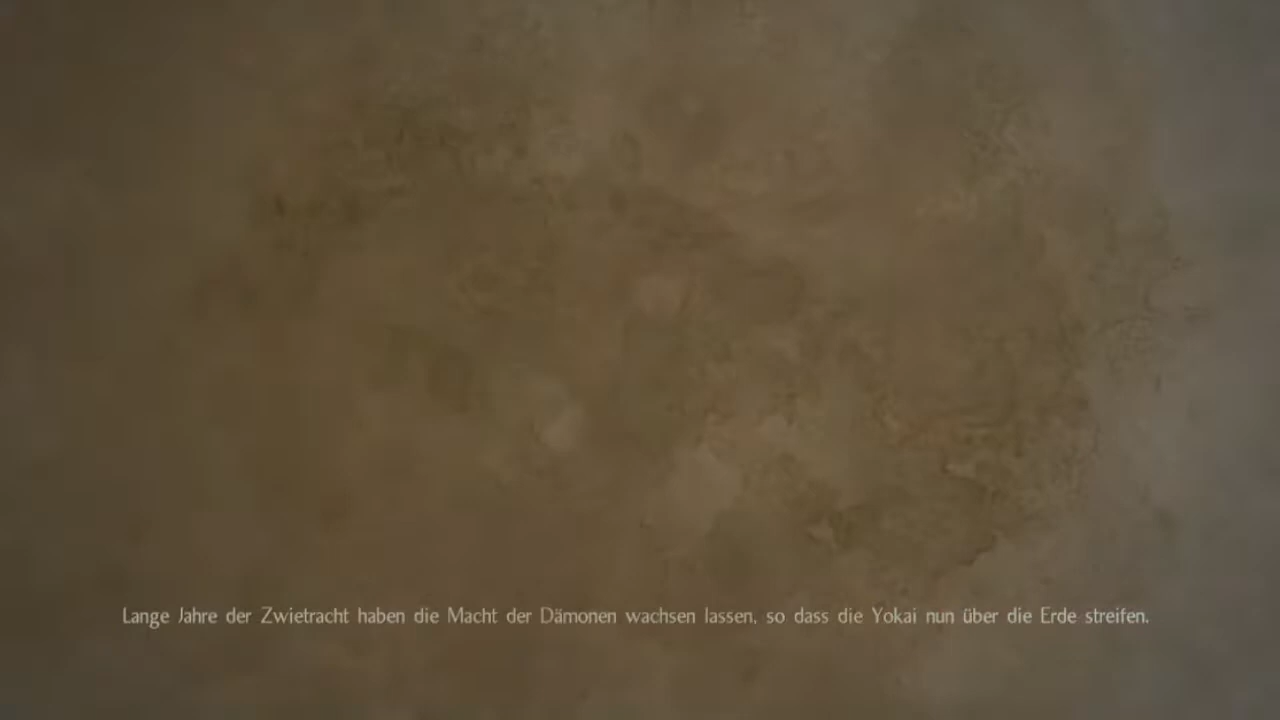 Lange Jahre der Zwietracht haben die Macht der Dämonen wachsen lassen, so dass die Yokai nun über die Erde streifen.